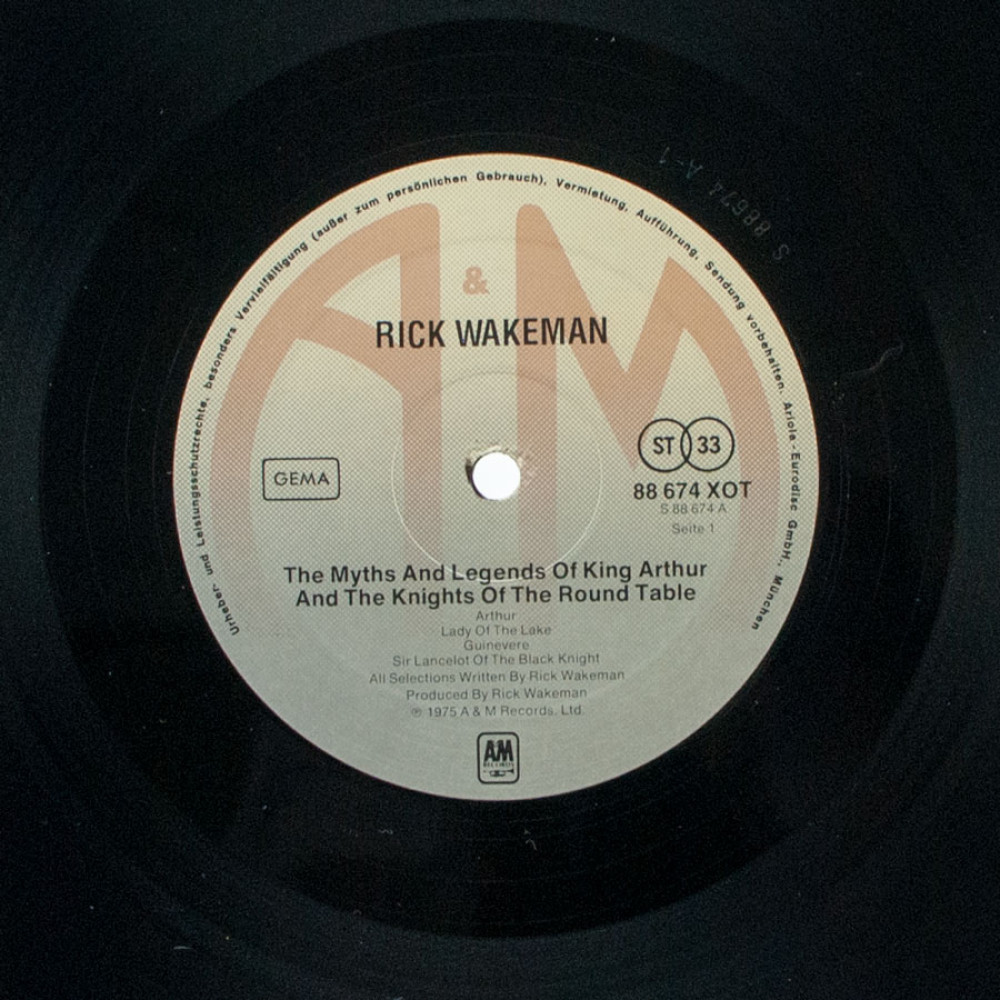 Urheber- und Leistungsschutzrechte, besonders Vervielfältigung (außer zum persönlichen Gebrauch), Vermietung, Aufführung, Sendung vorbehalten. Ariola-Eurodisc GmbH., München
S 88674 A-1
A & M
RICK WAKEMAN
ST 33
GEMA
88 674 XOT
S 88 674 A
Seite 1
The Myths And Legends Of King Arthur
And The Knights Of The Round Table
Arthur
Lady Of The Lake
Guinevere
Sir Lancelot Of The Black Knight
All Selections Written By Rick Wakeman
Produced By Rick Wakeman
℗ 1975 A & M Records. Ltd.
AM
RECORDS